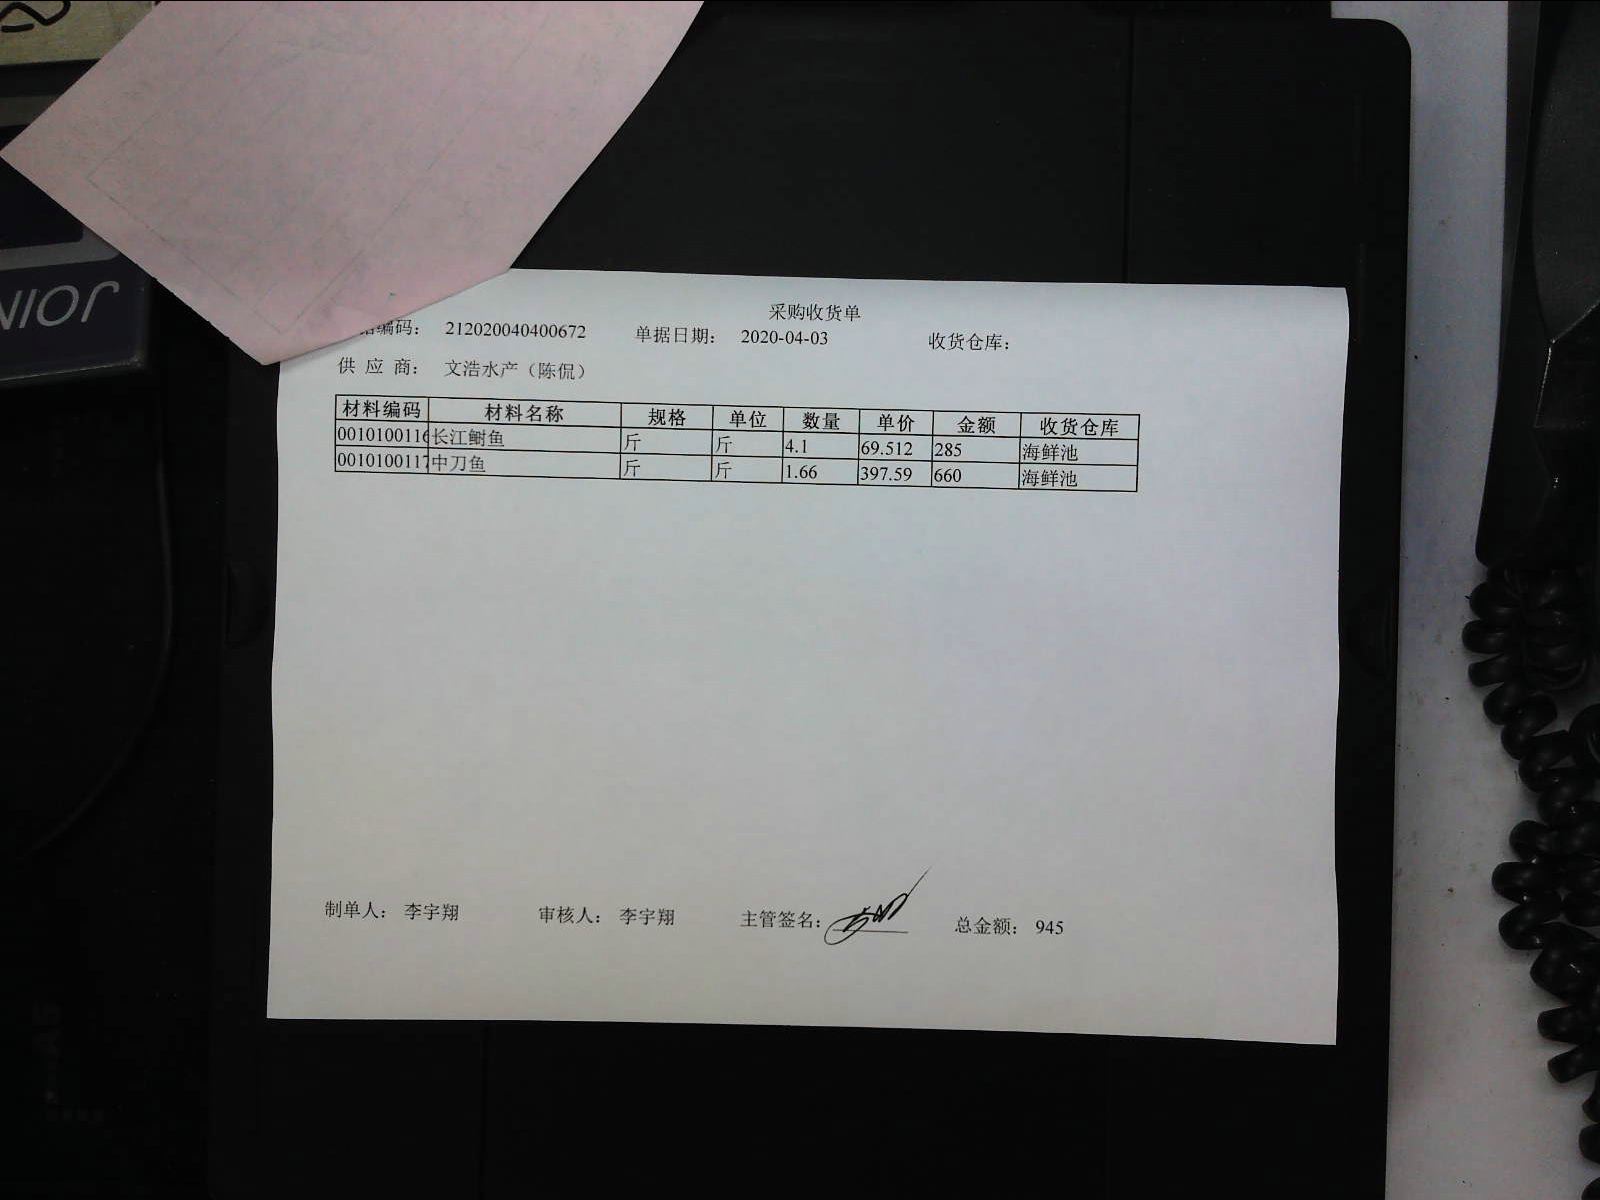 采购收货单
编码： 212020040400672 单据日期： 2020-04-03 收货仓库：
供 应 商： 文浩水产（陈侃）
材料编码 材料名称 规格 单位 数量 单价 金额 收货仓库
0010100116 长江鲥鱼 斤 斤 4.1 69.512 285 海鲜池
0010100117 中刀鱼 斤 斤 1.66 397.59 660 海鲜池
制单人： 李宇翔 审核人： 李宇翔 主管签名： 总金额： 945
JOIN